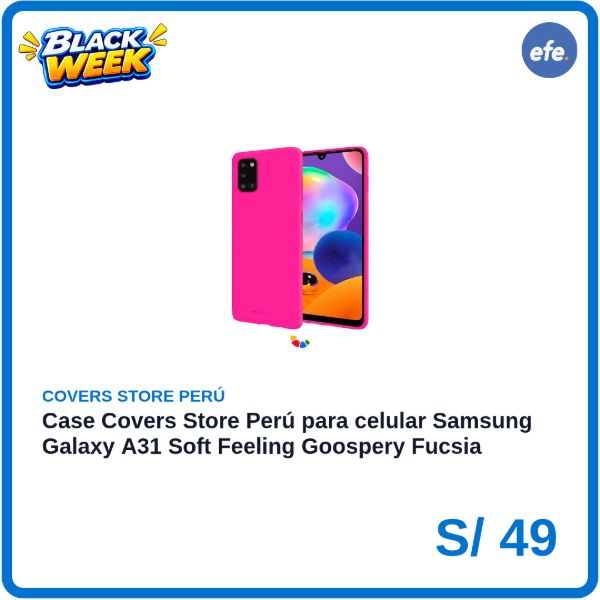 BLACK
WEEK
efe.
COVERS STORE PERÚ
Case Covers Store Perú para celular Samsung
Galaxy A31 Soft Feeling Goospery Fucsia
S/ 49